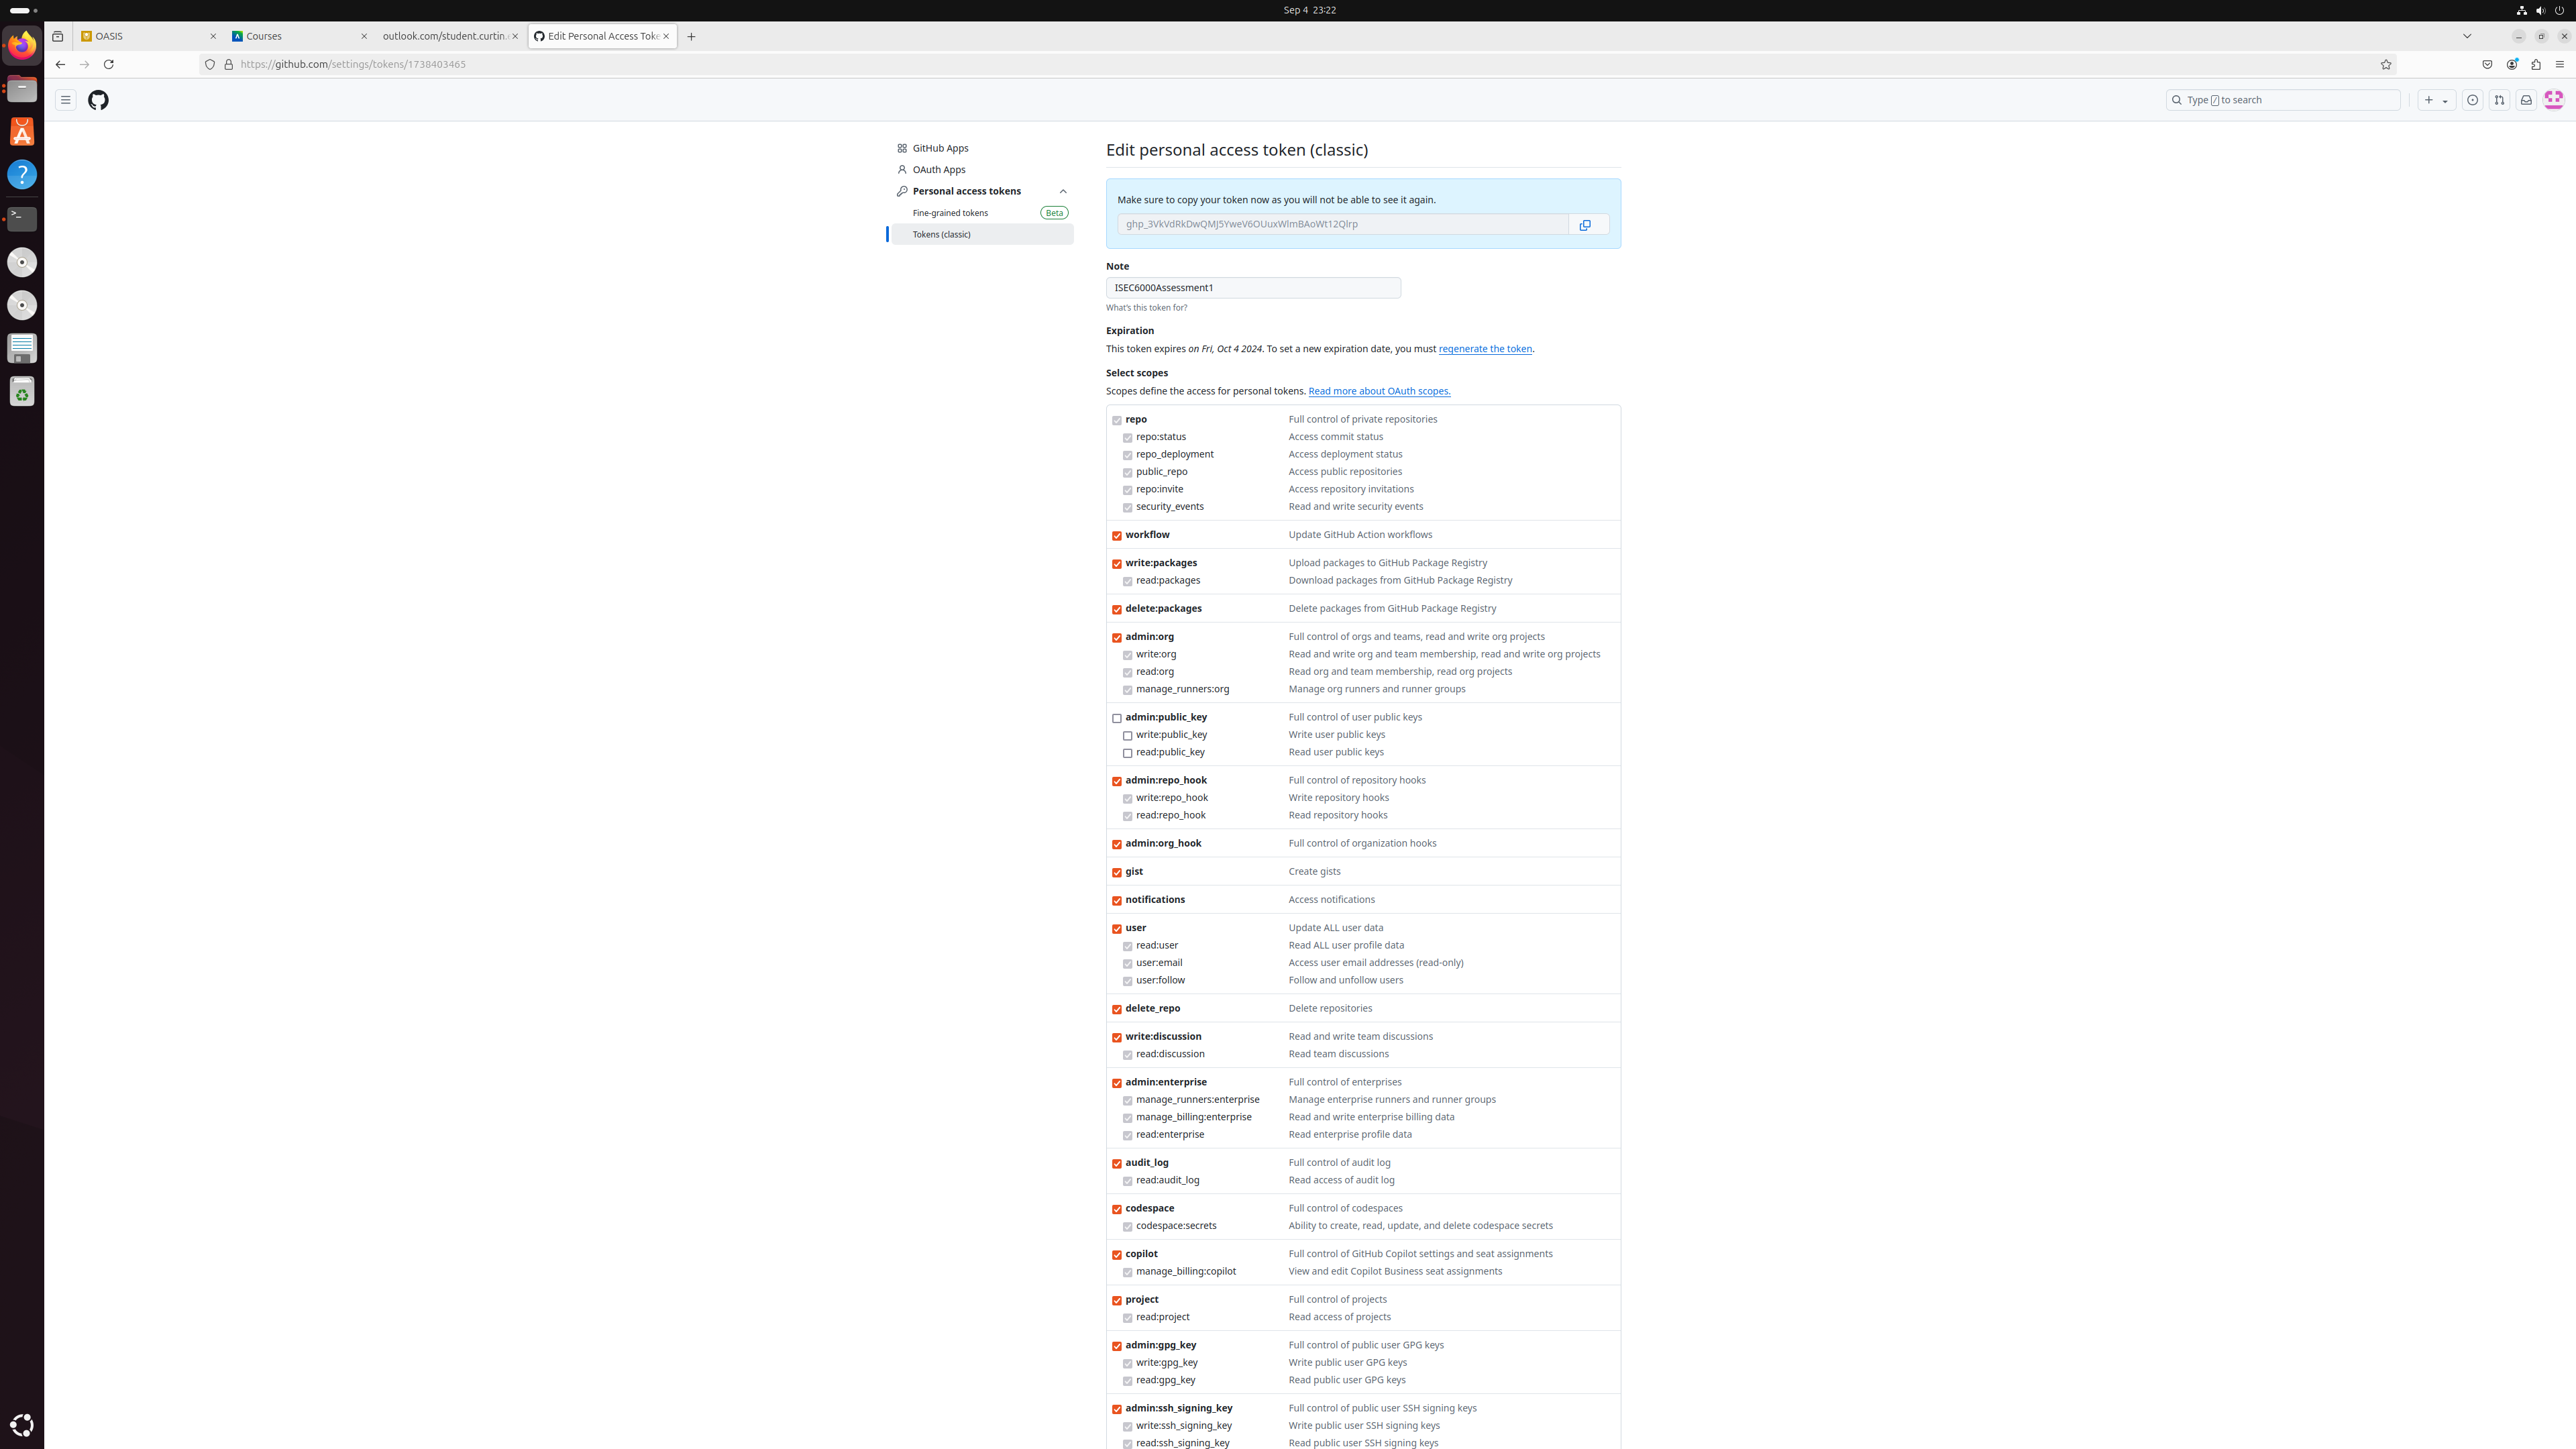 Sep 4 23:22
OASIS
Courses
outlook.com/student.curtin.
Edit Personal Access Toke
https://github.com/settings/tokens/1738403465
Type / to search
GitHub Apps
OAuth Apps
Personal access tokens
Fine-grained tokens Beta
Tokens (classic)
Edit personal access token (classic)
Make sure to copy your token now as you will not be able to see it again.
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
Note
ISEC6000Assessment1
What's this token for?
Expiration
This token expires on Fri, Oct 4 2024. To set a new expiration date, you must regenerate the token.
Select scopes
Scopes define the access for personal tokens. Read more about OAuth scopes.
repo Full control of private repositories
repo:status Access commit status
repo_deployment Access deployment status
public_repo Access public repositories
repo:invite Access repository invitations
security_events Read and write security events
workflow Update GitHub Action workflows
write:packages Upload packages to GitHub Package Registry
read:packages Download packages from GitHub Package Registry
delete:packages Delete packages from GitHub Package Registry
admin:org Full control of orgs and teams, read and write org projects
write:org Read and write org and team membership, read and write org projects
read:org Read org and team membership, read org projects
manage_runners:org Manage org runners and runner groups
admin:public_key Full control of user public keys
write:public_key Write user public keys
read:public_key Read user public keys
admin:repo_hook Full control of repository hooks
write:repo_hook Write repository hooks
read:repo_hook Read repository hooks
admin:org_hook Full control of organization hooks
gist Create gists
notifications Access notifications
user Update ALL user data
read:user Read ALL user profile data
user:email Access user email addresses (read-only)
user:follow Follow and unfollow users
delete_repo Delete repositories
write:discussion Read and write team discussions
read:discussion Read team discussions
admin:enterprise Full control of enterprises
manage_runners:enterprise Manage enterprise runners and runner groups
manage_billing:enterprise Read and write enterprise billing data
read:enterprise Read enterprise profile data
audit_log Full control of audit log
read:audit_log Read access of audit log
codespace Full control of codespaces
codespace:secrets Ability to create, read, update, and delete codespace secrets
copilot Full control of GitHub Copilot settings and seat assignments
manage_billing:copilot View and edit Copilot Business seat assignments
project Full control of projects
read:project Read access of projects
admin:gpg_key Full control of public user GPG keys
write:gpg_key Write public user GPG keys
read:gpg_key Read public user GPG keys
admin:ssh_signing_key Full control of public user SSH signing keys
write:ssh_signing_key Write public user SSH signing keys
read:ssh_signing_key Read public user SSH signing keys